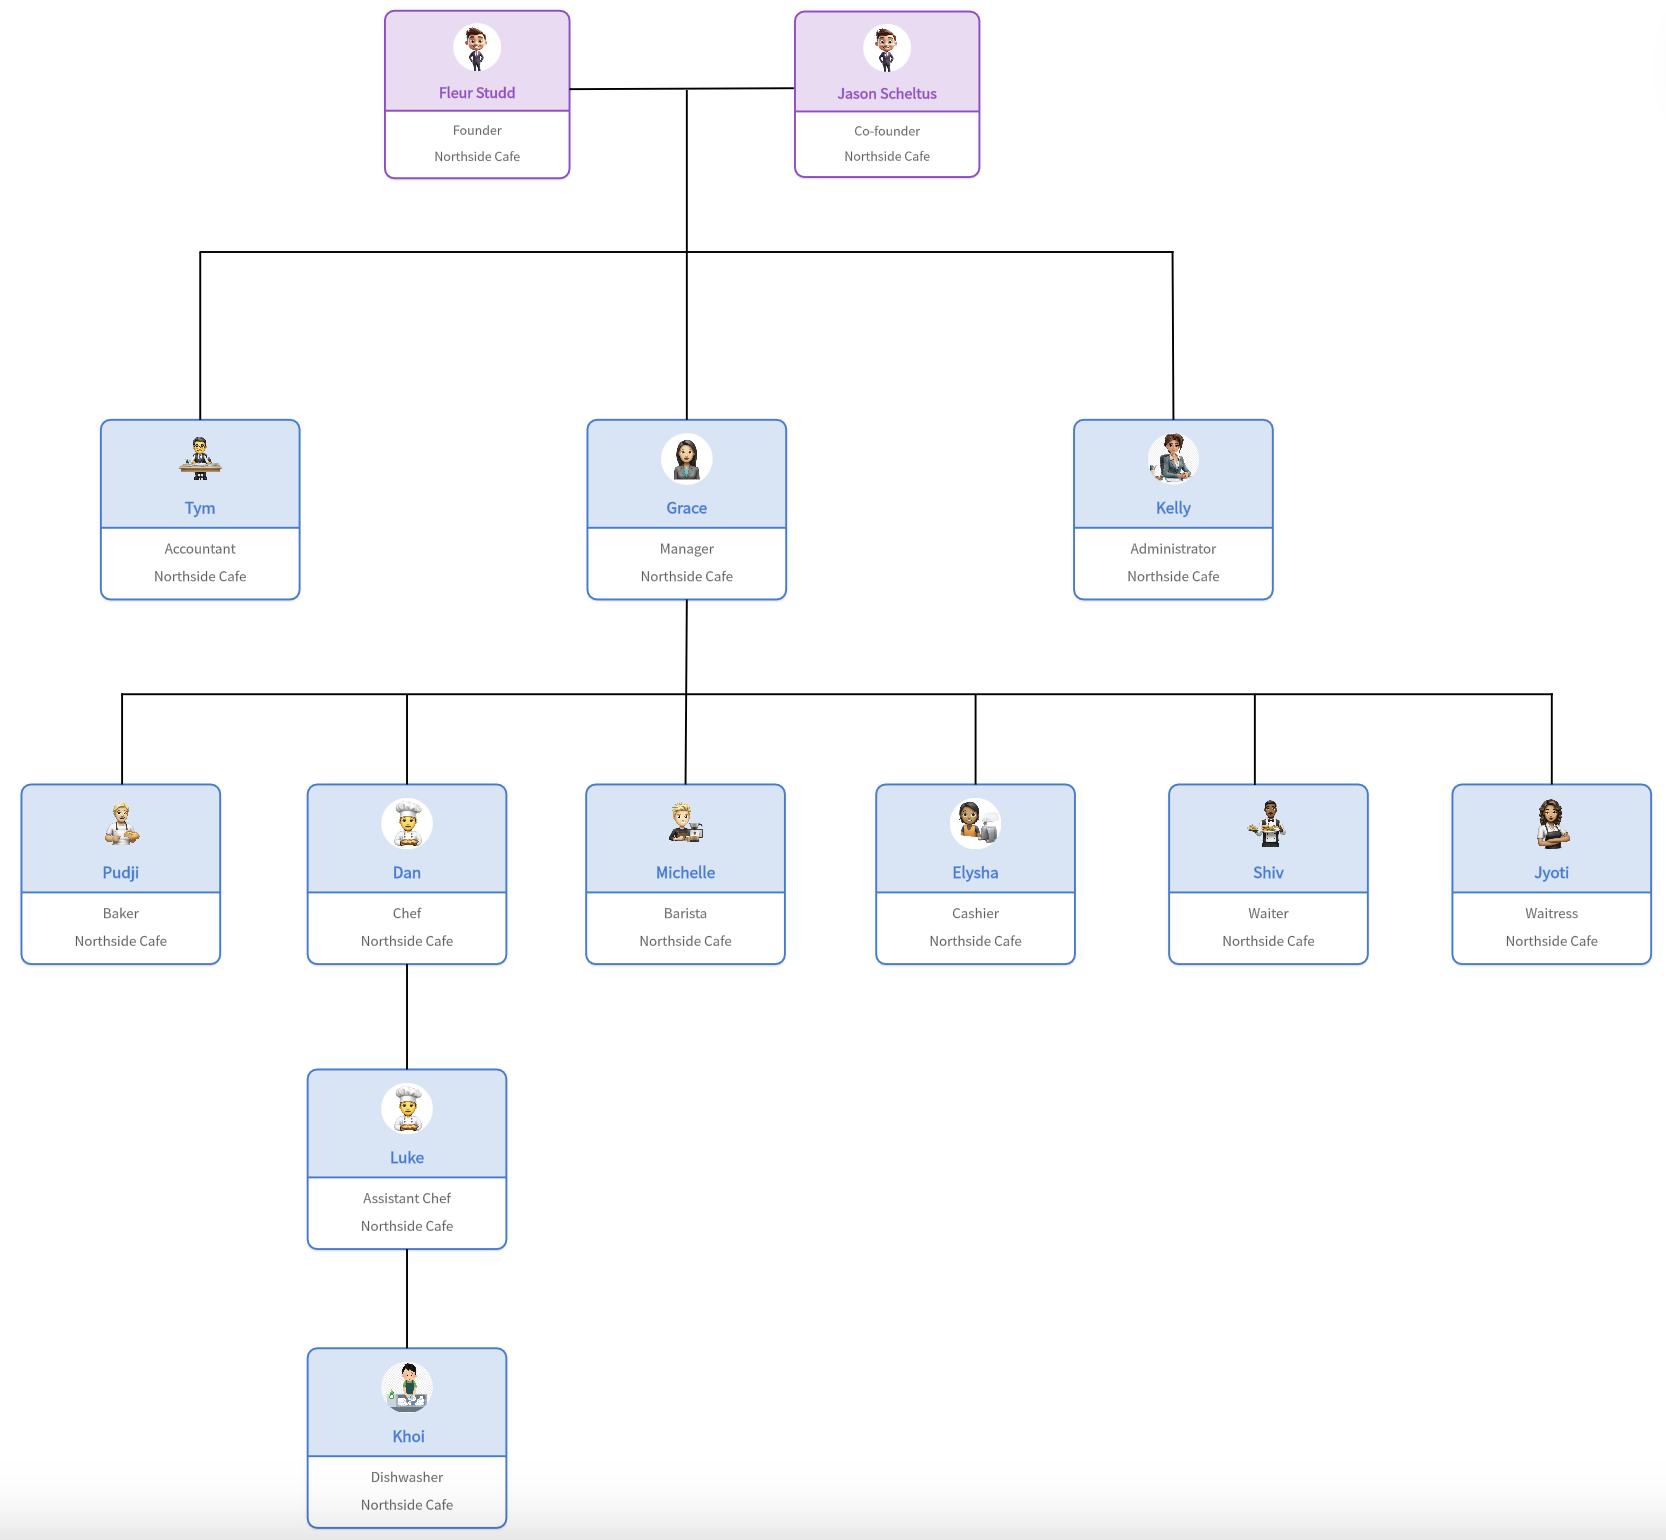 Fleur Studd
Founder
Northside Cafe
Jason Scheltus
Co-founder
Northside Cafe
Tym
Accountant
Northside Cafe
Grace
Manager
Northside Cafe
Kelly
Administrator
Northside Cafe
Pudji
Baker
Northside Cafe
Dan
Chef
Northside Cafe
Michelle
Barista
Northside Cafe
Elysha
Cashier
Northside Cafe
Shiv
Waiter
Northside Cafe
Jyoti
Waitress
Northside Cafe
Luke
Assistant Chef
Northside Cafe
Khoi
Dishwasher
Northside Cafe